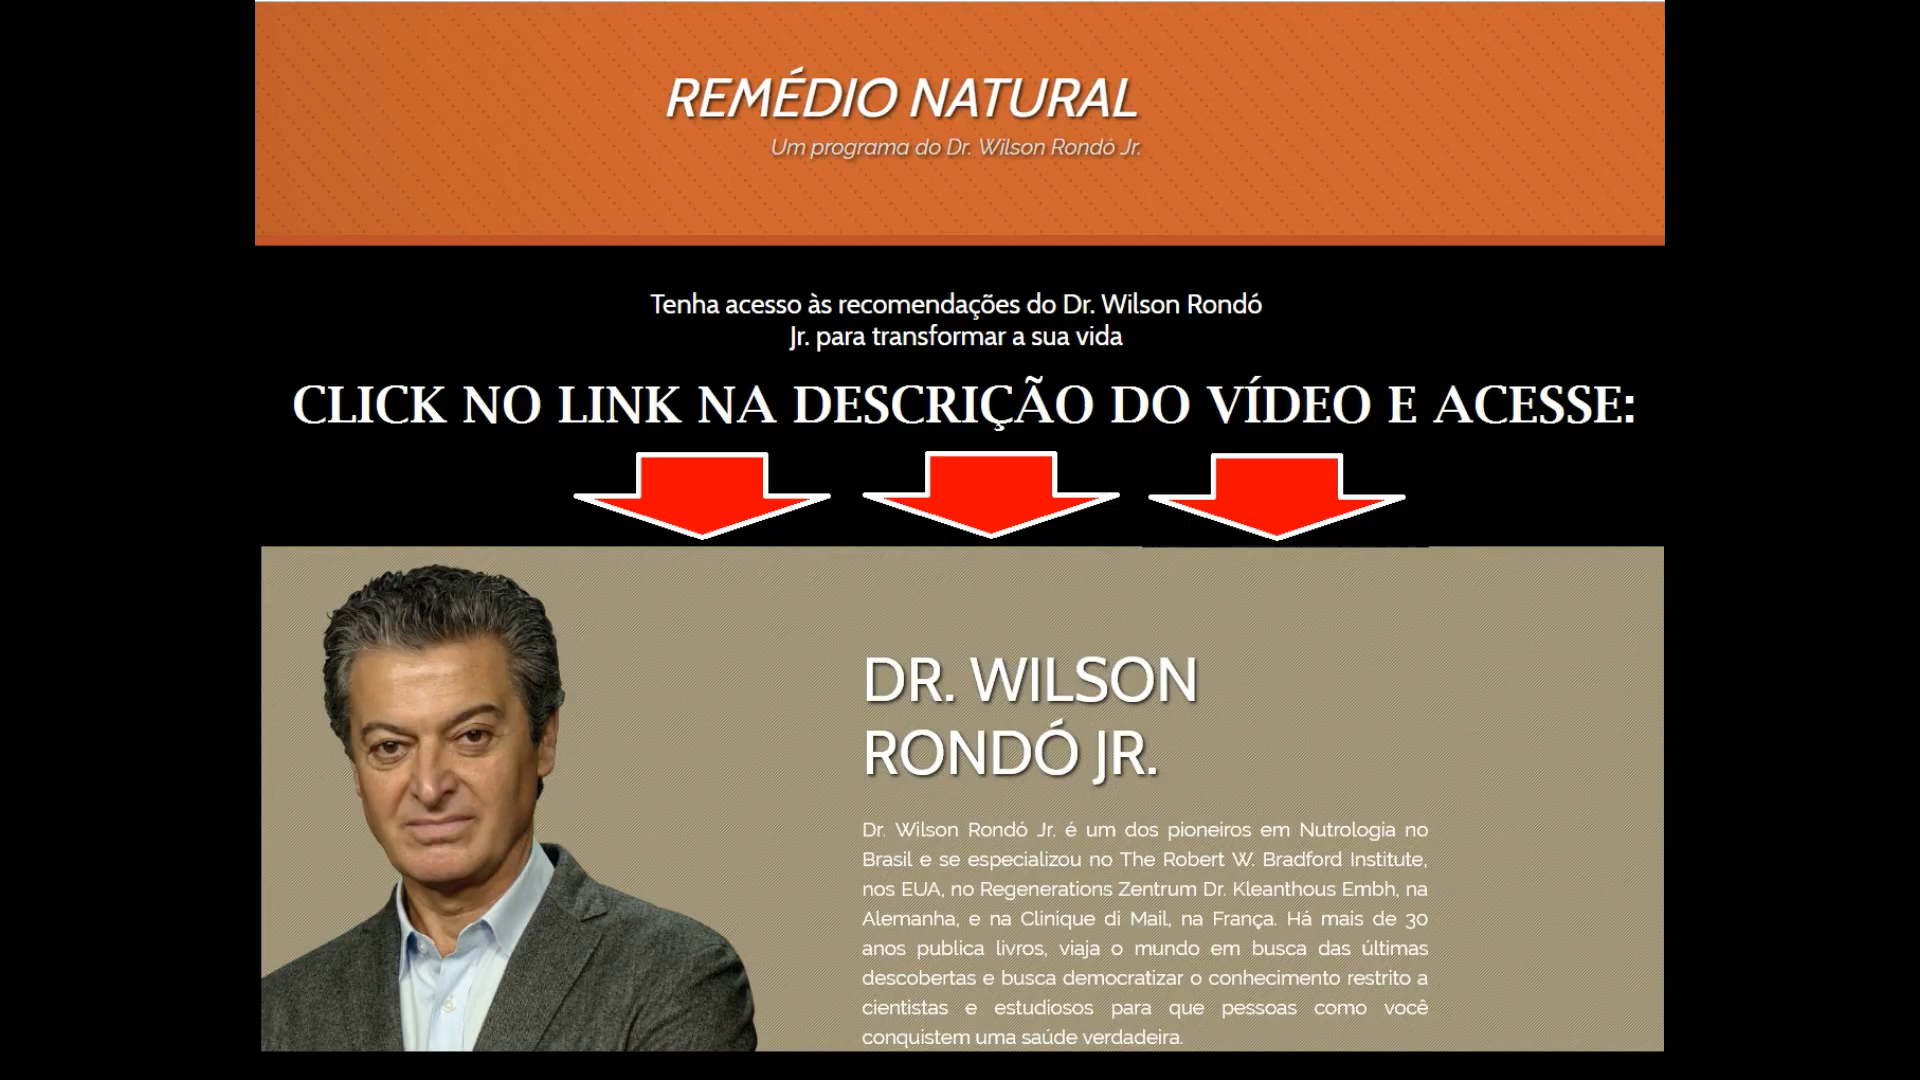 REMÉDIO NATURAL
Um programa do Dr. Wilson Rondó Jr.
Tenha acesso às recomendações do Dr. Wilson Rondó
Jr. para transformar a sua vida
CLICK NO LINK NA DESCRIÇÃO DO VÍDEO E ACESSE:
DR. WILSON
RONDÓ JR.
Dr. Wilson Rondó Jr. é um dos pioneiros em Nutrologia no
Brasil e se especializou no The Robert W. Bradford Institute,
nos EUA, no Regenerations Zentrum Dr. Kleanthous Embh, na
Alemanha, e na Clinique di Mail, na França. Há mais de 30
anos publica livros, viaja o mundo em busca das últimas
descobertas e busca democratizar o conhecimento restrito a
cientistas e estudiosos para que pessoas como você
conquistem uma saúde verdadeira.